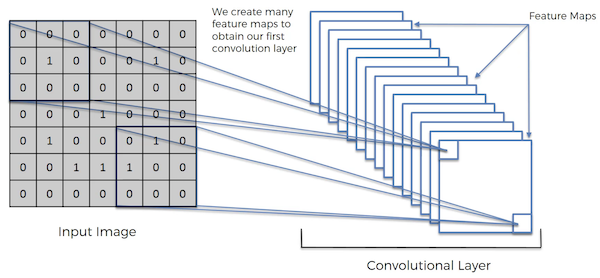 We create many
feature maps to
obtain our first
convolution layer
Feature Maps
0 0 0 0 0 0 0
0 1 0 0 0 1 0
0 0 0 0 0 0 0
0 0 0 1 0 0 0
0 1 0 0 0 1 0
0 0 1 1 1 0 0
0 0 0 0 0 0 0
Input Image
Convolutional Layer